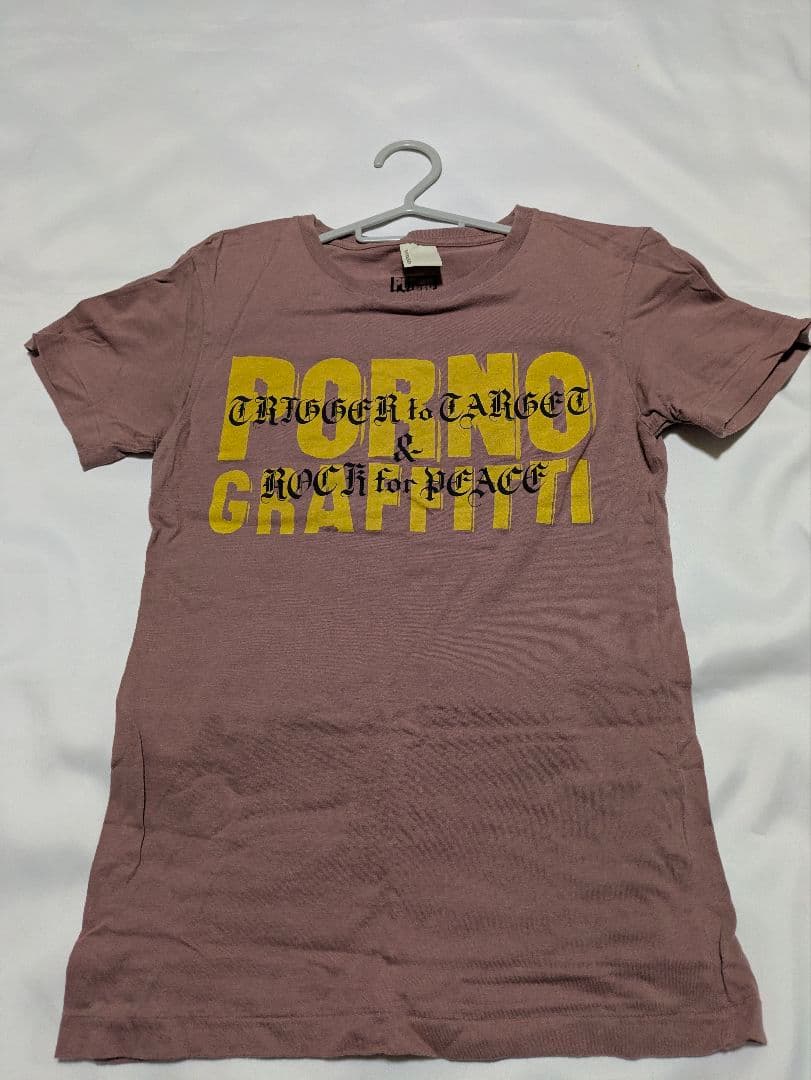 PORNO
TRIGGER to TARGET
&
ROCK for PEACE
GRAFFITTI